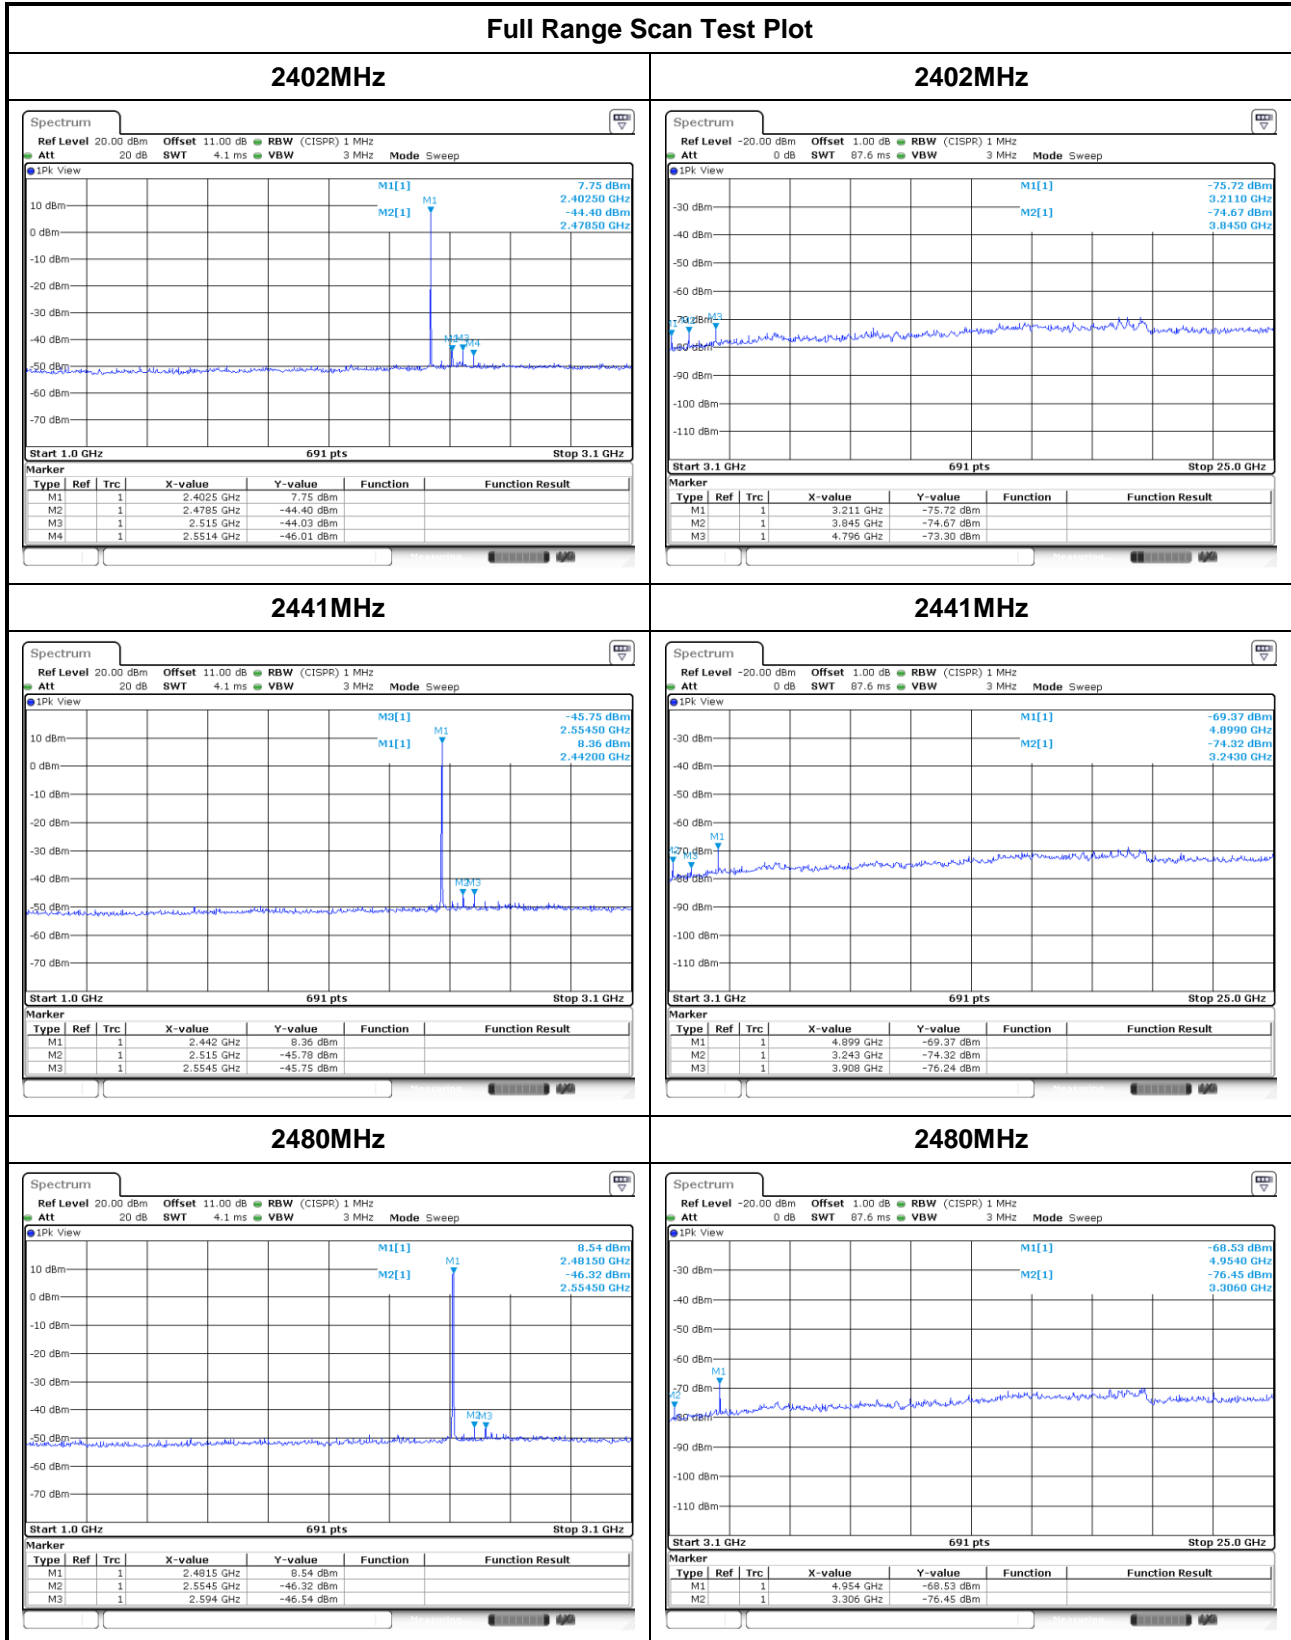 Full Range Scan Test Plot
2402MHz
2402MHz
Spectrum
Ref Level 20.00 dBm Offset 11.00 dB RBW (CISPR) 1 MHz
Att 20 dB SWT 4.1 ms VBW 3 MHz Mode Sweep
1Pk View
M1[1] 7.75 dBm
2.40250 GHz
M2[1] -44.40 dBm
2.47850 GHz
M1
10 dBm
0 dBm
-10 dBm
-20 dBm
-30 dBm
-40 dBm
M2 M3 M4
-50 dBm
-60 dBm
-70 dBm
Start 1.0 GHz 691 pts Stop 3.1 GHz
Marker
Type Ref Trc X-value Y-value Function Function Result
M1 1 2.4025 GHz 7.75 dBm
M2 1 2.4785 GHz -44.40 dBm
M3 1 2.515 GHz -44.03 dBm
M4 1 2.5514 GHz -46.01 dBm
Spectrum
Ref Level -20.00 dBm Offset 1.00 dB RBW (CISPR) 1 MHz
Att 0 dB SWT 87.6 ms VBW 3 MHz Mode Sweep
1Pk View
M1[1] -75.72 dBm
3.2110 GHz
M2[1] -74.67 dBm
3.8450 GHz
-30 dBm
-40 dBm
-50 dBm
-60 dBm
M3
-80 dBm
-90 dBm
-100 dBm
-110 dBm
Start 3.1 GHz 691 pts Stop 25.0 GHz
Marker
Type Ref Trc X-value Y-value Function Function Result
M1 1 3.211 GHz -75.72 dBm
M2 1 3.845 GHz -74.67 dBm
M3 1 4.796 GHz -73.30 dBm
2441MHz
2441MHz
Spectrum
Ref Level 20.00 dBm Offset 11.00 dB RBW (CISPR) 1 MHz
Att 20 dB SWT 4.1 ms VBW 3 MHz Mode Sweep
1Pk View
M3[1] -45.75 dBm
2.55450 GHz
M1[1] 8.36 dBm
2.44200 GHz
M1
10 dBm
0 dBm
-10 dBm
-20 dBm
-30 dBm
-40 dBm
M2 M3
-50 dBm
-60 dBm
-70 dBm
Start 1.0 GHz 691 pts Stop 3.1 GHz
Marker
Type Ref Trc X-value Y-value Function Function Result
M1 1 2.442 GHz 8.36 dBm
M2 1 2.515 GHz -45.78 dBm
M3 1 2.5545 GHz -45.75 dBm
Spectrum
Ref Level -20.00 dBm Offset 1.00 dB RBW (CISPR) 1 MHz
Att 0 dB SWT 87.6 ms VBW 3 MHz Mode Sweep
1Pk View
M1[1] -69.37 dBm
4.8990 GHz
M2[1] -74.32 dBm
3.2430 GHz
-30 dBm
-40 dBm
-50 dBm
-60 dBm
M1
M3
-80 dBm
-90 dBm
-100 dBm
-110 dBm
Start 3.1 GHz 691 pts Stop 25.0 GHz
Marker
Type Ref Trc X-value Y-value Function Function Result
M1 1 4.899 GHz -69.37 dBm
M2 1 3.243 GHz -74.32 dBm
M3 1 3.908 GHz -76.24 dBm
2480MHz
2480MHz
Spectrum
Ref Level 20.00 dBm Offset 11.00 dB RBW (CISPR) 1 MHz
Att 20 dB SWT 4.1 ms VBW 3 MHz Mode Sweep
1Pk View
M1[1] 8.54 dBm
2.48150 GHz
M2[1] -46.32 dBm
2.55450 GHz
M1
10 dBm
0 dBm
-10 dBm
-20 dBm
-30 dBm
-40 dBm
M2 M3
-50 dBm
-60 dBm
-70 dBm
Start 1.0 GHz 691 pts Stop 3.1 GHz
Marker
Type Ref Trc X-value Y-value Function Function Result
M1 1 2.4815 GHz 8.54 dBm
M2 1 2.5545 GHz -46.32 dBm
M3 1 2.594 GHz -46.54 dBm
Spectrum
Ref Level -20.00 dBm Offset 1.00 dB RBW (CISPR) 1 MHz
Att 0 dB SWT 87.6 ms VBW 3 MHz Mode Sweep
1Pk View
M1[1] -68.53 dBm
4.9540 GHz
M2[1] -76.45 dBm
3.3060 GHz
-30 dBm
-40 dBm
-50 dBm
-60 dBm
M1
-70 dBm
-80 dBm
-90 dBm
-100 dBm
-110 dBm
Start 3.1 GHz 691 pts Stop 25.0 GHz
Marker
Type Ref Trc X-value Y-value Function Function Result
M1 1 4.954 GHz -68.53 dBm
M2 1 3.306 GHz -76.45 dBm